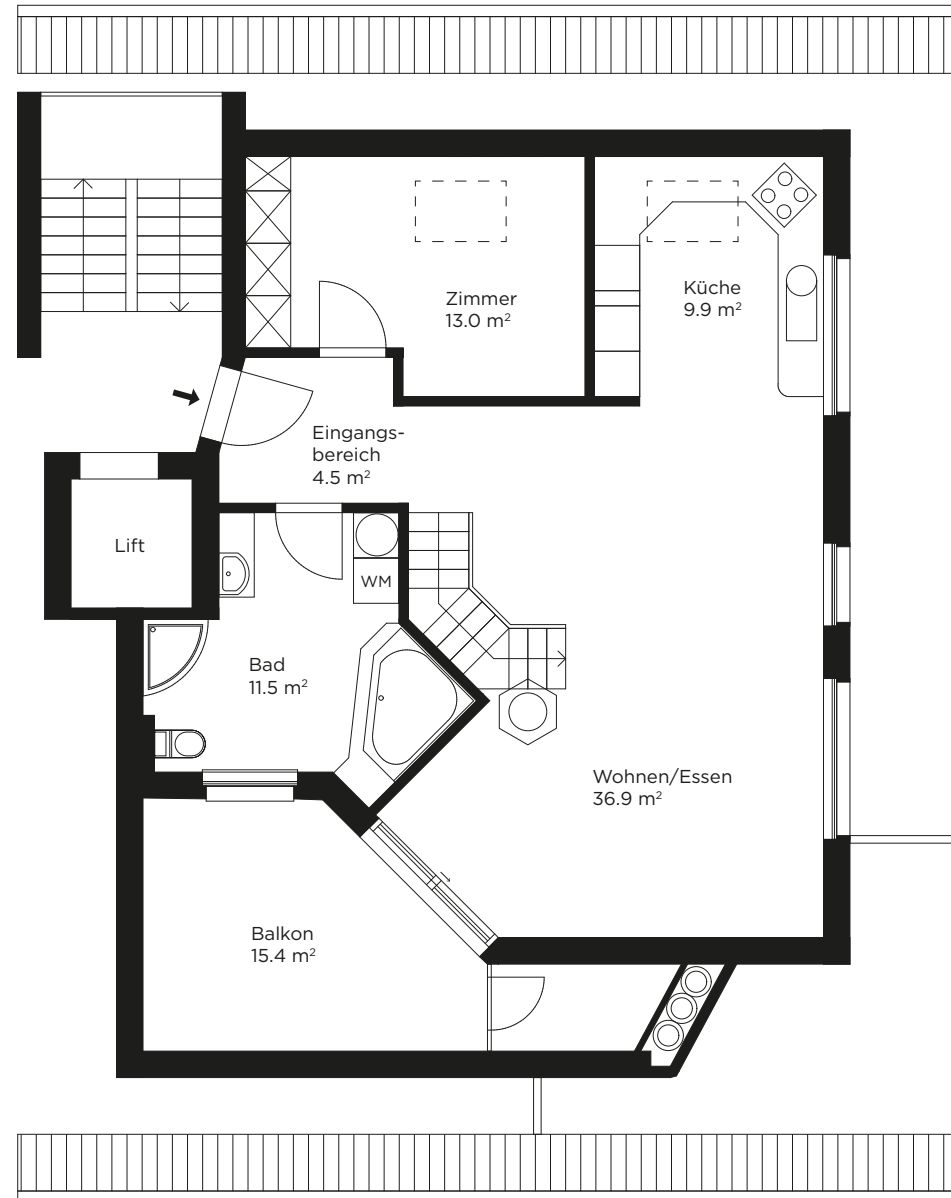 Zimmer
13.0 m²
Küche
9.9 m²
Eingangs-
bereich
4.5 m²
Lift
WM
Bad
11.5 m²
Wohnen/Essen
36.9 m²
Balkon
15.4 m²